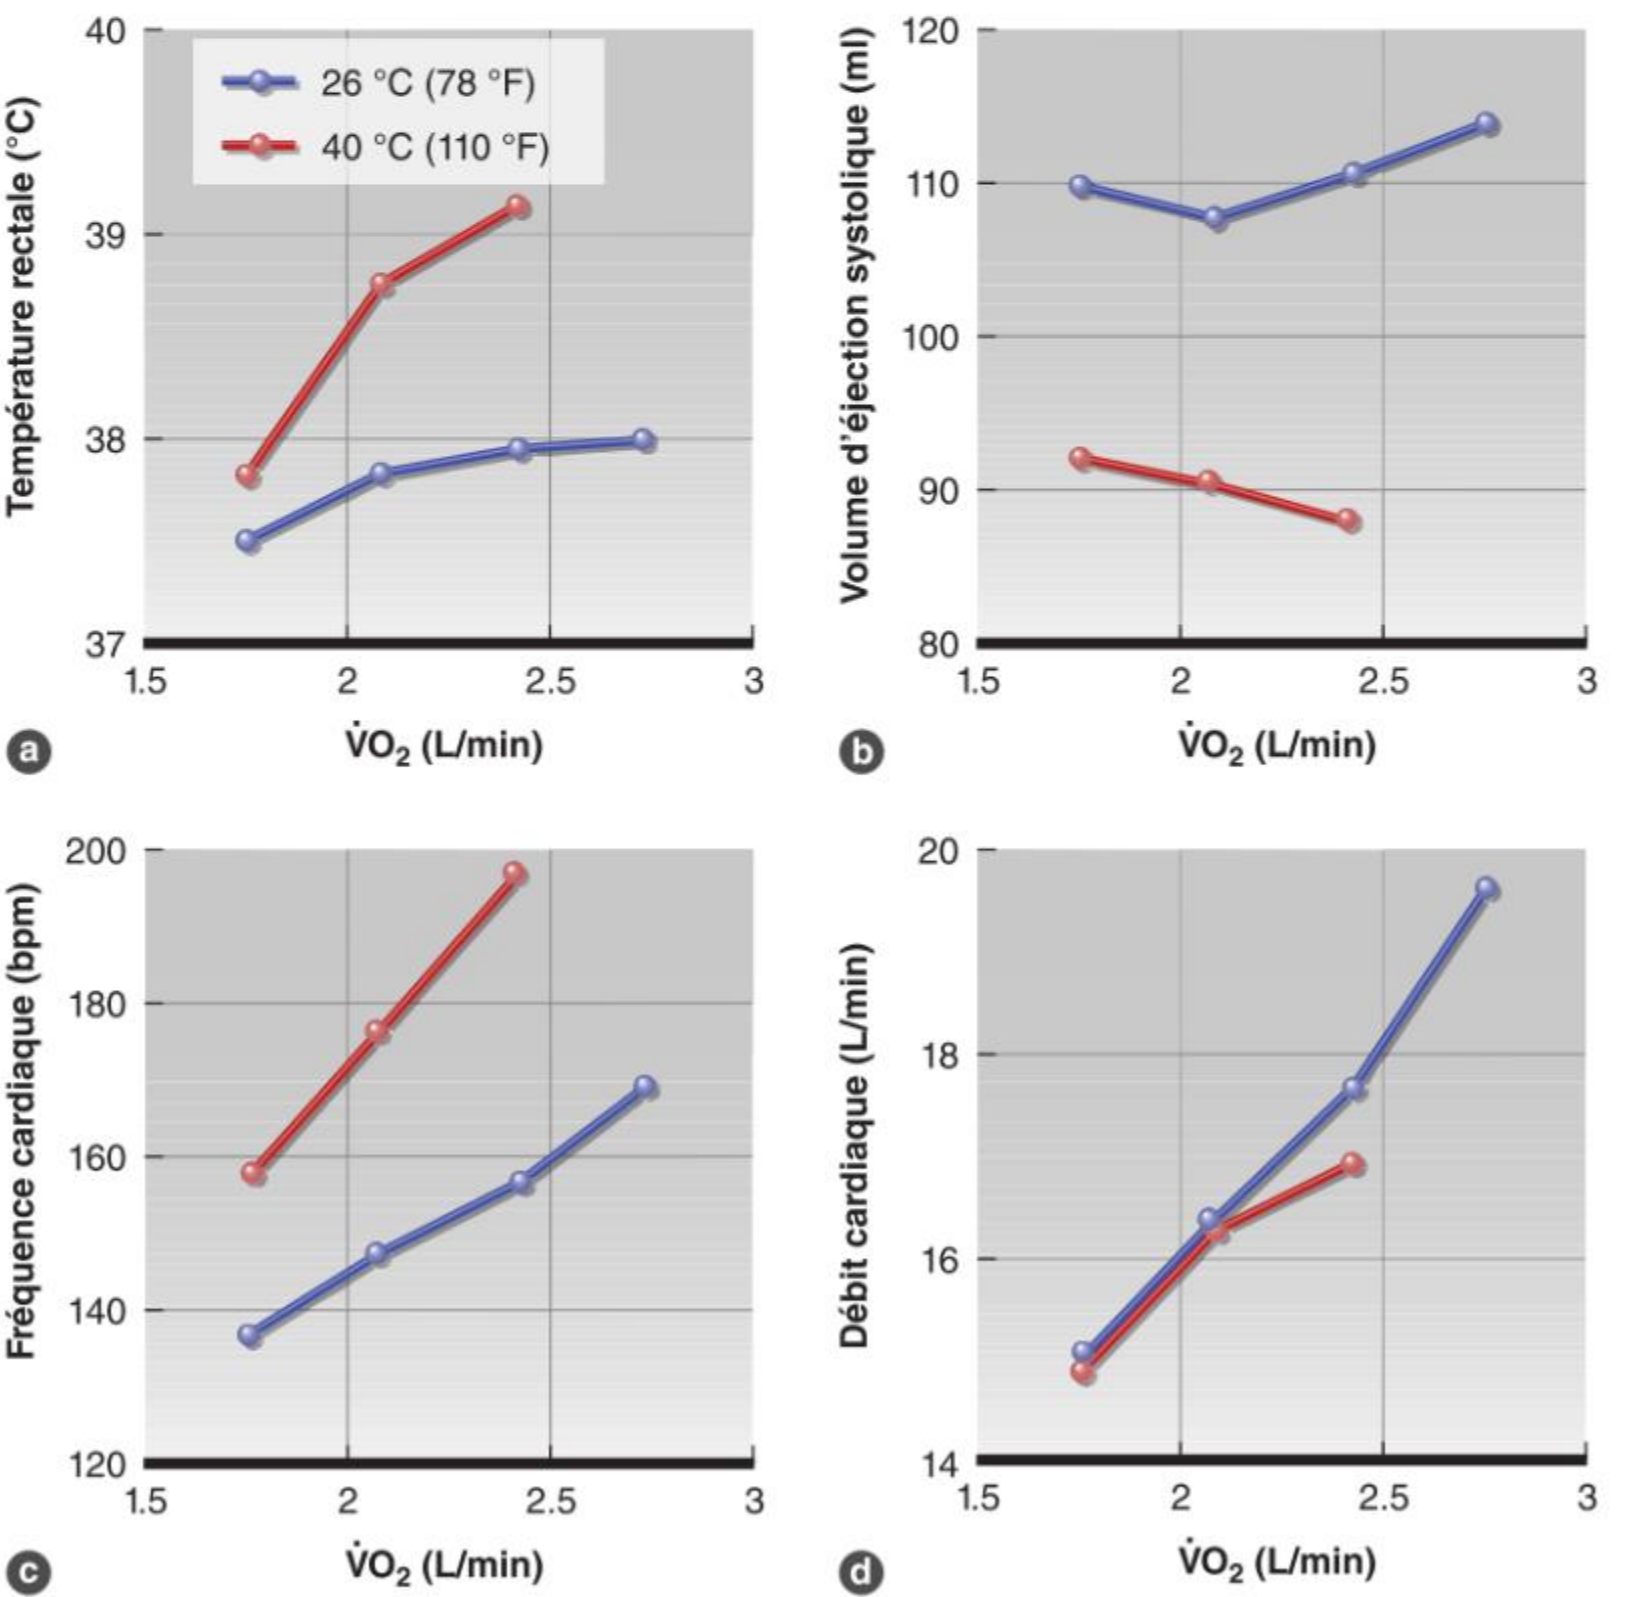 Température rectale (°C)
40
39
38
37
26 °C (78 °F)
40 °C (110 °F)
1.5 2 2.5 3
V̇O₂ (L/min)
a
Volume d'éjection systolique (ml)
120
110
100
90
80
1.5 2 2.5 3
V̇O₂ (L/min)
b
Fréquence cardiaque (bpm)
200
180
160
140
120
1.5 2 2.5 3
V̇O₂ (L/min)
c
Débit cardiaque (L/min)
20
18
16
14
1.5 2 2.5 3
V̇O₂ (L/min)
d